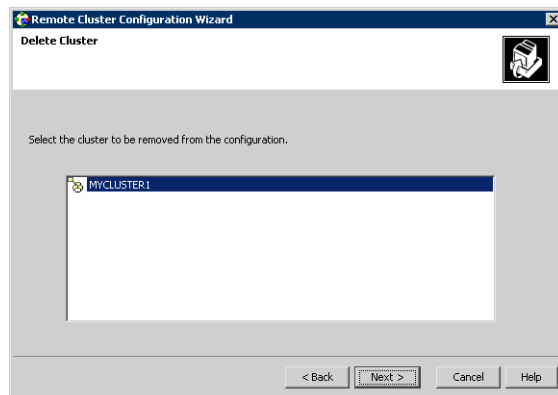 Remote Cluster Configuration Wizard
Delete Cluster
Select the cluster to be removed from the configuration.
MYCLUSTER1
< Back Next > Cancel Help